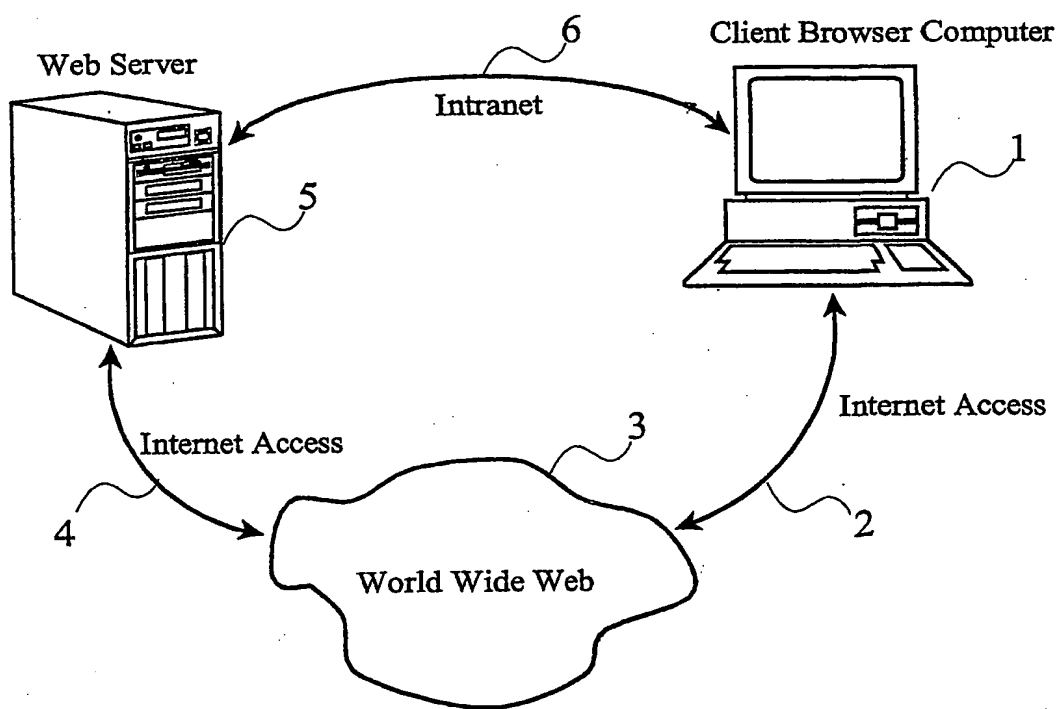 6
Client Browser Computer
Web Server
Intranet
1
5
Internet Access
3
Internet Access
4
2
World Wide Web